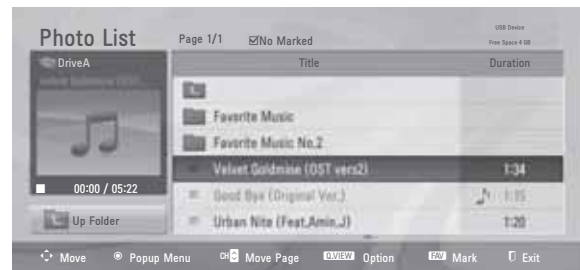 Photo List
Page 1/1
No Marked
USB Device
Free Space 4 GB
DriveA
Title
Duration
Favorite Music
Favorite Music No.2
Velvet Goldmine (OST vers2)
1:34
00:00 / 05:22
Good Bye (Original Ver.)
1:35
Up Folder
Urban Nite (Feat.Amin.J)
1:20
Move
Popup Menu
CH
Move Page
Q.VIEW
Option
FAV
Mark
Exit